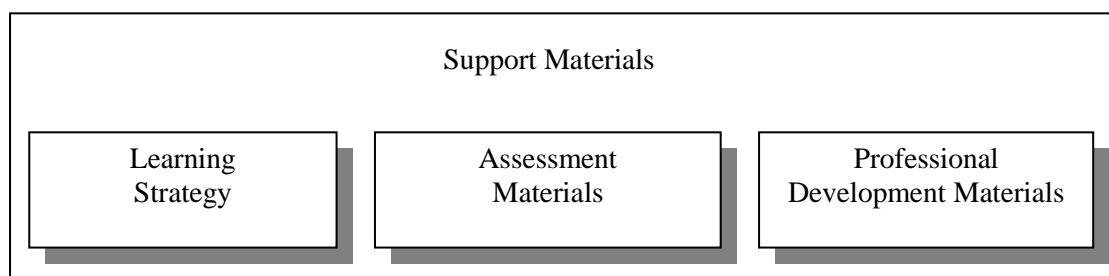 Support Materials
Learning
Strategy
Assessment
Materials
Professional
Development Materials